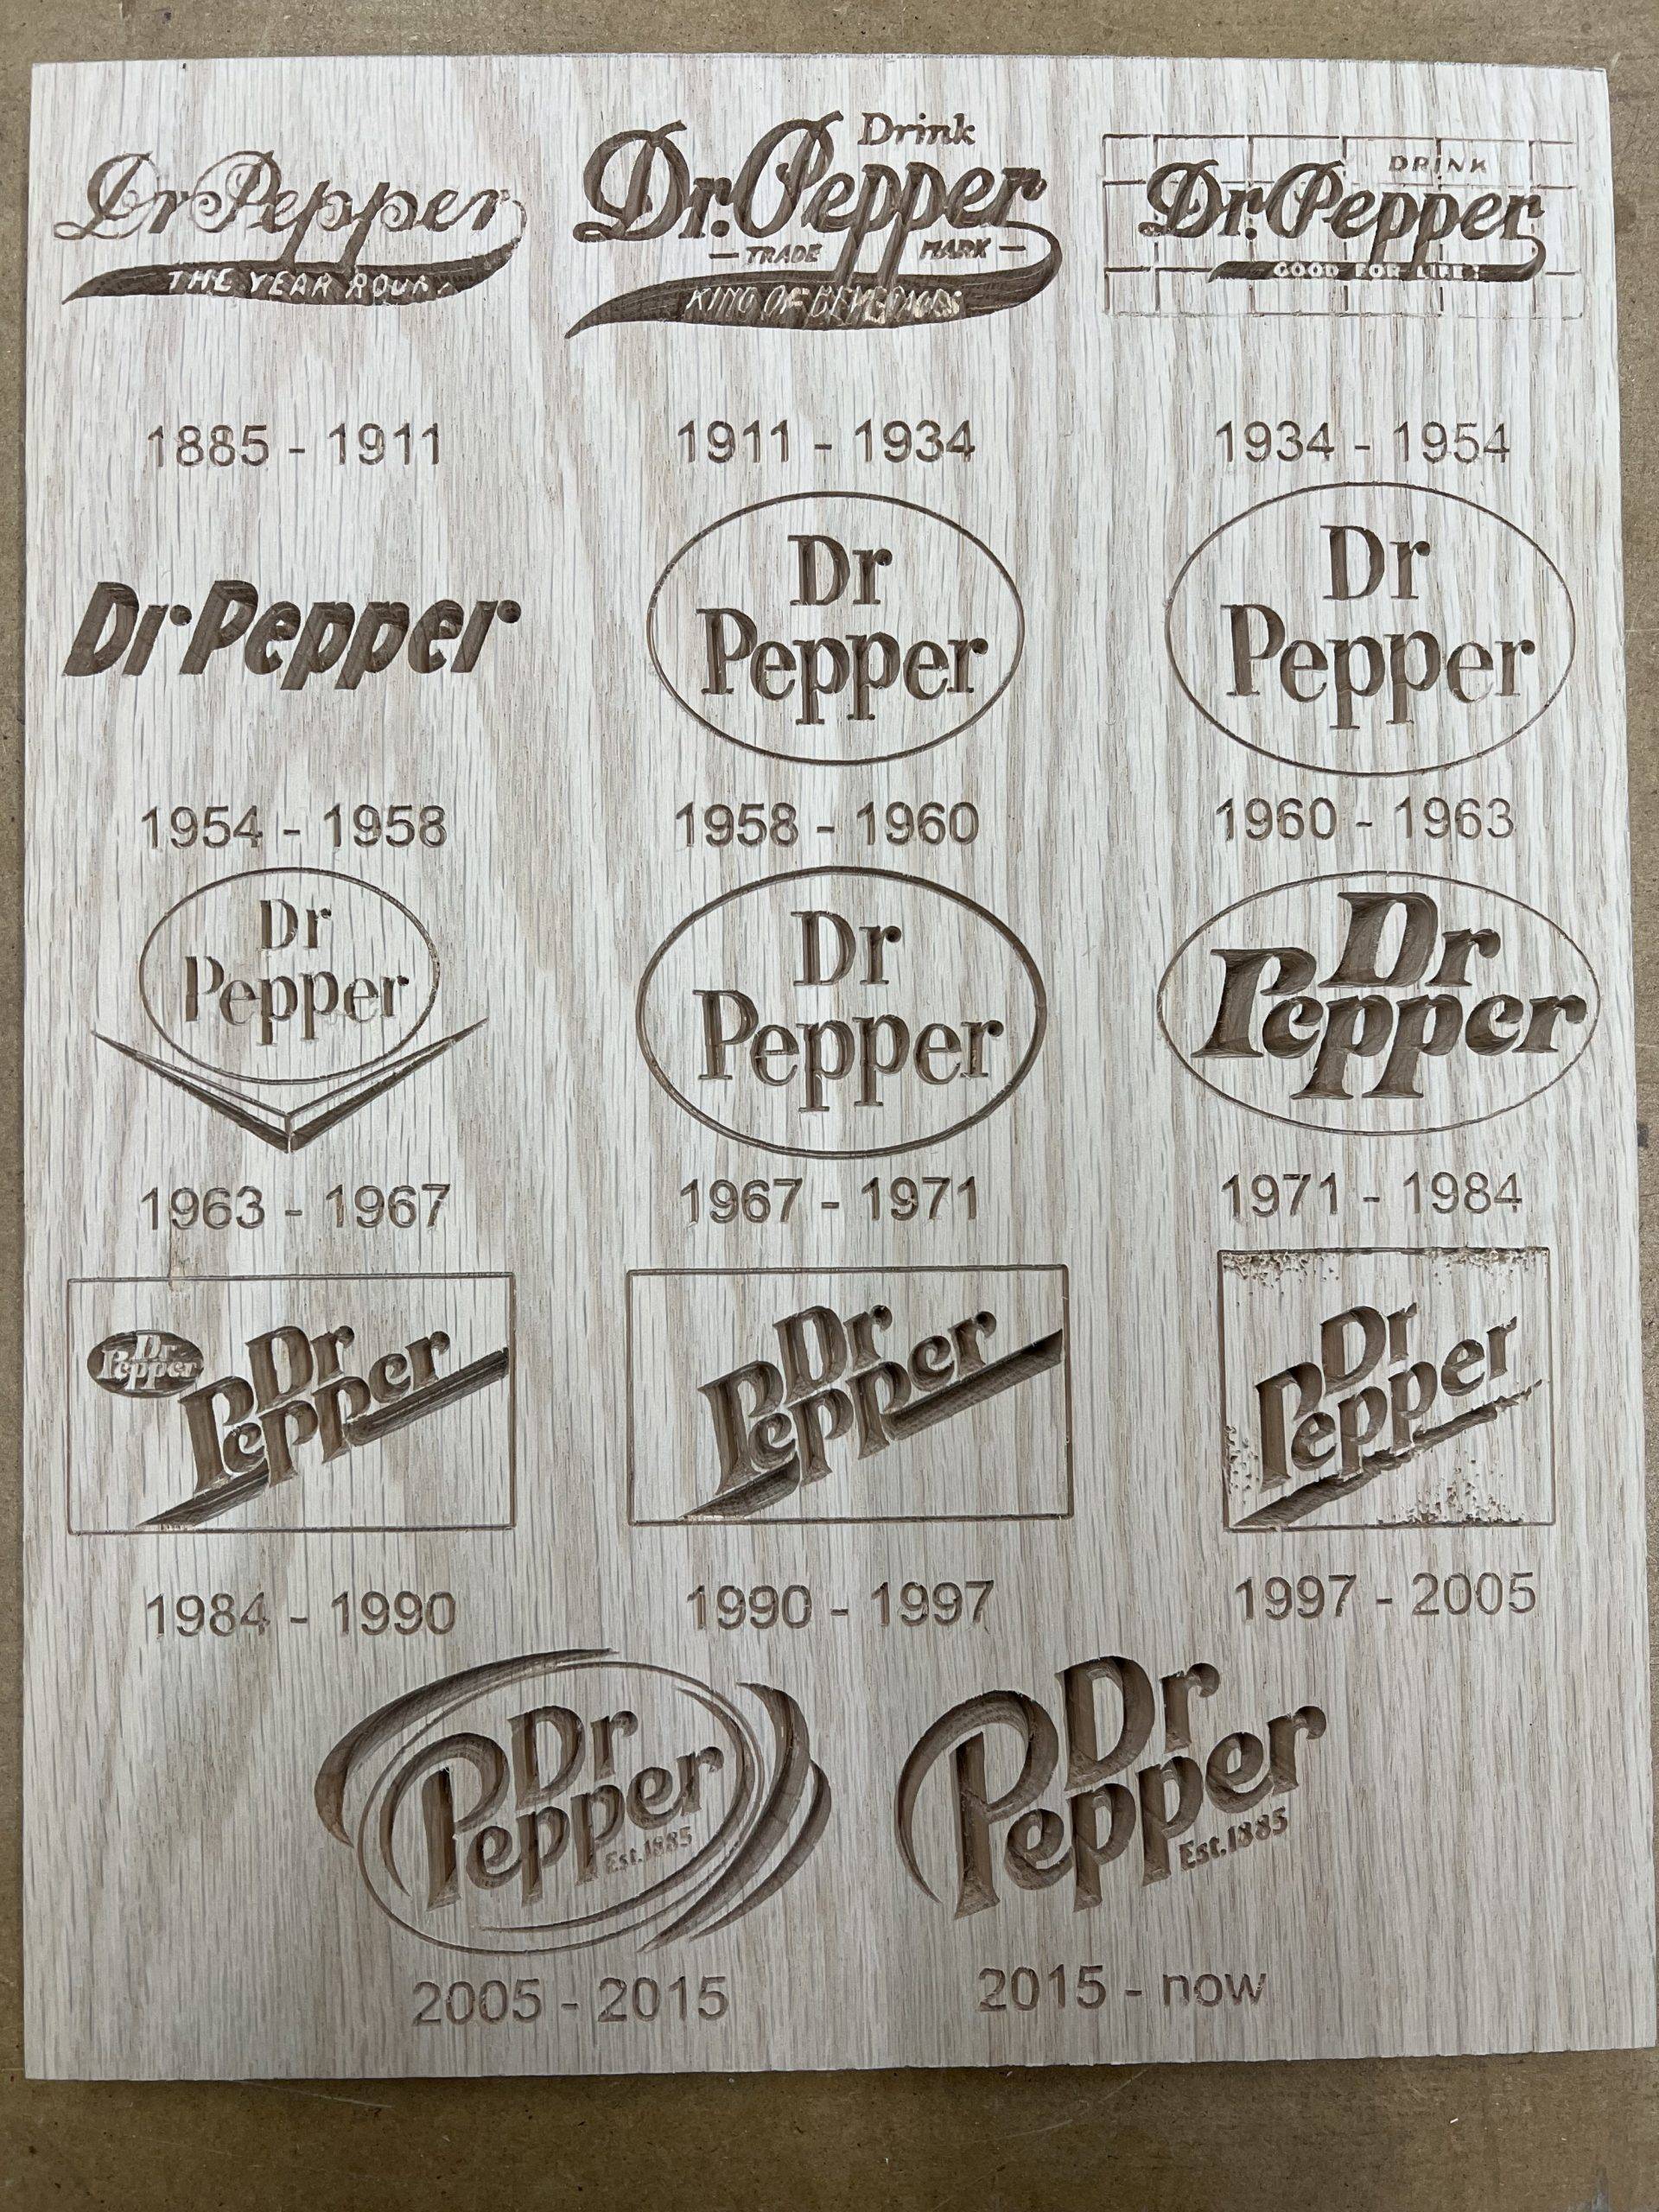 Dr Pepper
THE YEAR ROUN
1885 - 1911
Drink
Dr. Pepper
— TRADE MARK —
KING OF BEVERAGES
1911 - 1934
DRINK
Dr. Pepper
GOOD FOR LIFE!
1934 - 1954
Dr Pepper
1954 - 1958
Dr
Pepper
1958 - 1960
Dr
Pepper
1960 - 1963
Dr
Pepper
1963 - 1967
Dr
Pepper
1967 - 1971
Dr
Pepper
1971 - 1984
Dr
Pepper
Dr
Pepper
1984 - 1990
Dr
Pepper
1990 - 1997
Dr
Pepper
1997 - 2005
Dr
Pepper
Est.1885
2005 - 2015
Dr
Pepper
Est.1885
2015 - now